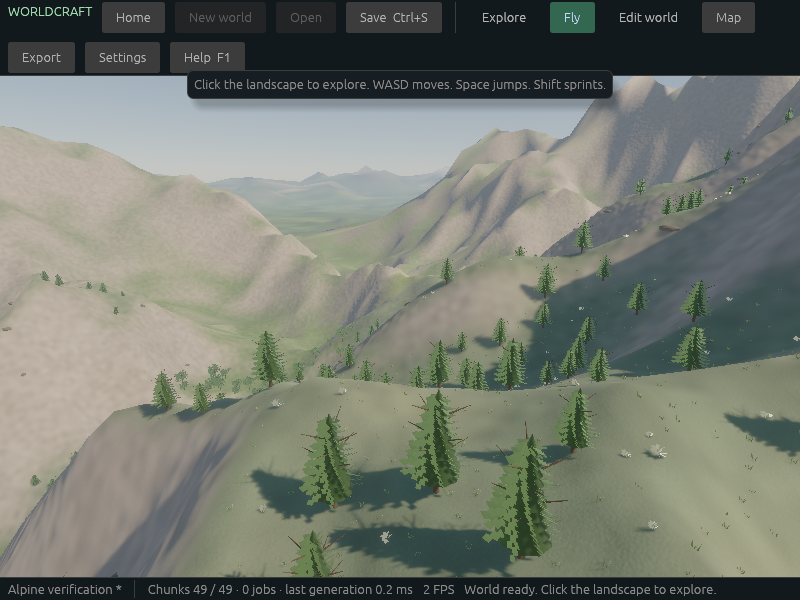 WORLDCRAFT Home New world Open Save Ctrl+S Explore Fly Edit world Map
Export Settings Help F1
Click the landscape to explore. WASD moves. Space jumps. Shift sprints.
Alpine verification * Chunks 49 / 49 · 0 jobs · last generation 0.2 ms 2 FPS World ready. Click the landscape to explore.